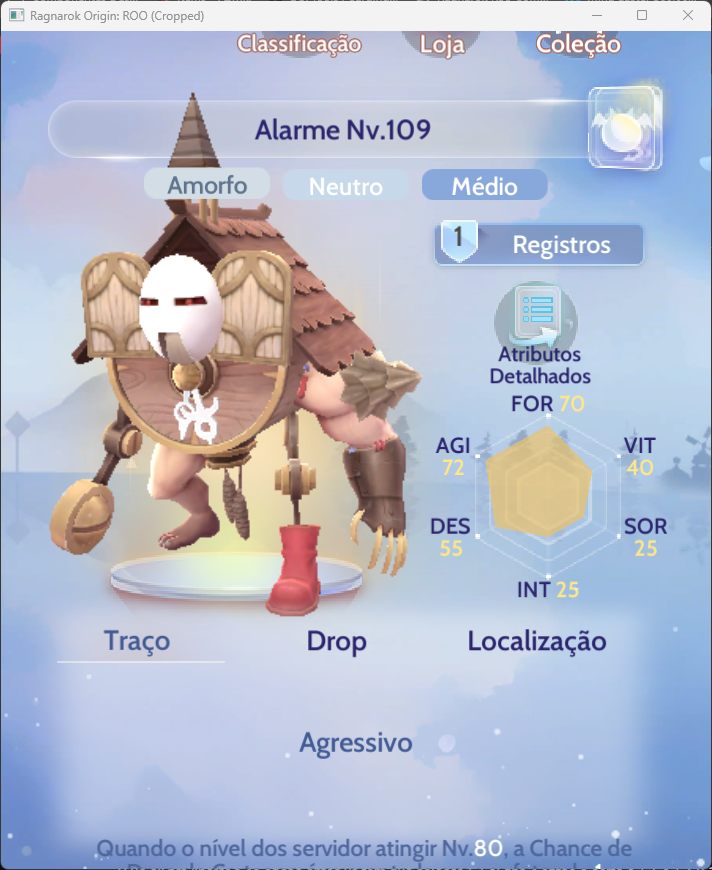 Ragnarok Origin: ROO (Cropped)
Classificação
Loja
Coleção
Alarme Nv.109
Amorfo
Neutro
Médio
1
Registros
Atributos
Detalhados
FOR 70
AGI
72
VIT
40
DES
55
SOR
25
INT 25
Traço
Drop
Localização
Agressivo
Quando o nível dos servidor atingir Nv.80, a Chance de